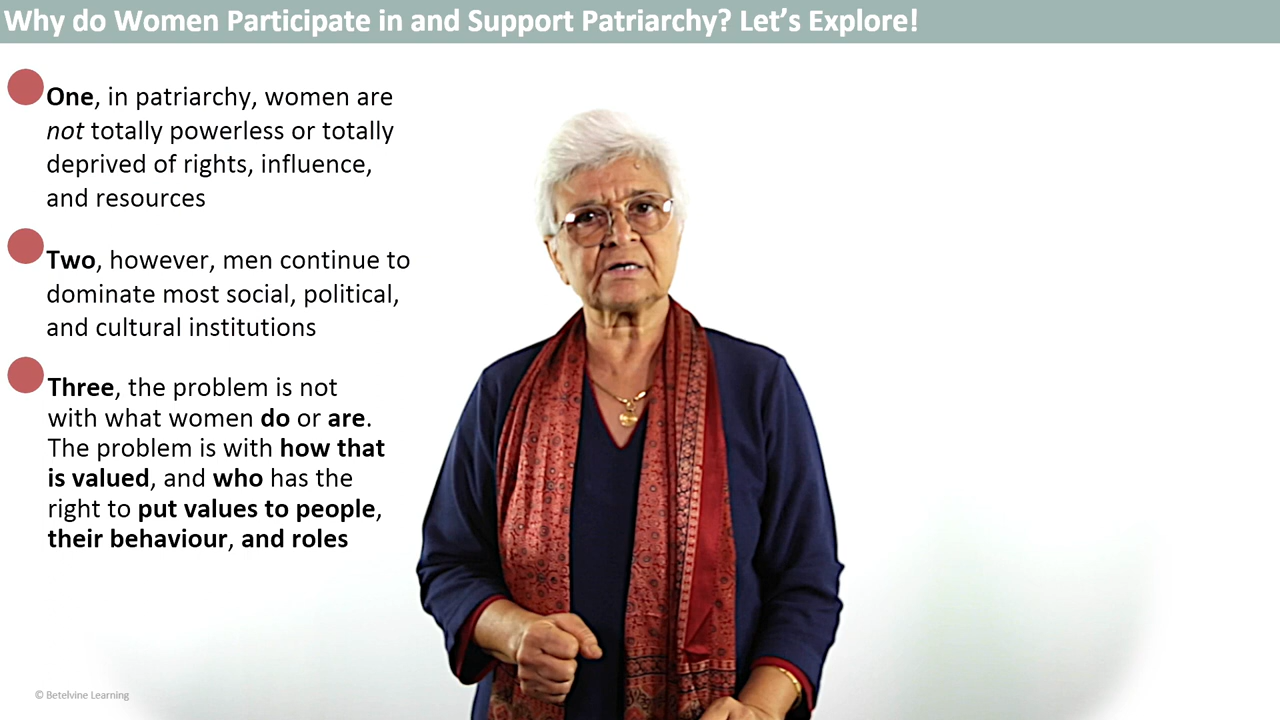 Why do Women Participate in and Support Patriarchy? Let’s Explore!
One, in patriarchy, women are
not totally powerless or totally
deprived of rights, influence,
and resources
Two, however, men continue to
dominate most social, political,
and cultural institutions
Three, the problem is not
with what women do or are.
The problem is with how that
is valued, and who has the
right to put values to people,
their behaviour, and roles
© Betelvine Learning